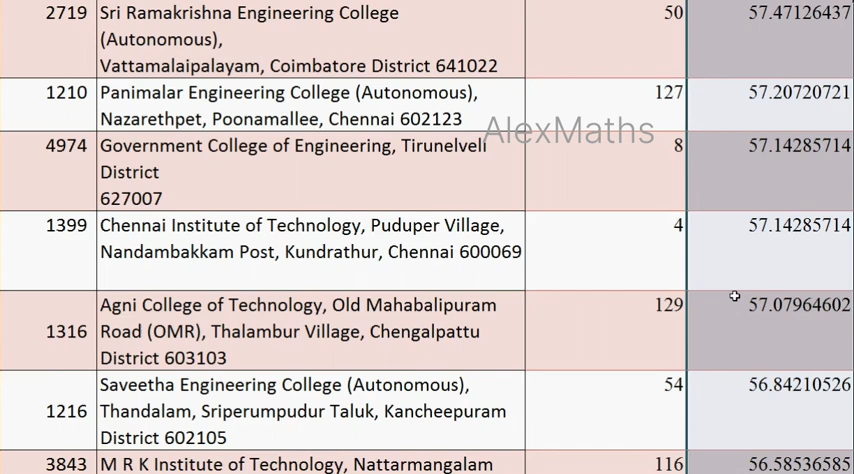 2719 Sri Ramakrishna Engineering College 50 57.47126437
(Autonomous),
Vattamalaipalayam, Coimbatore District 641022
1210 Panimalar Engineering College (Autonomous), 127 57.20720721
Nazarethpet, Poonamallee, Chennai 602123
AlexMaths
4974 Government College of Engineering, Tirunelveli 8 57.14285714
District
627007
1399 Chennai Institute of Technology, Puduper Village, 4 57.14285714
Nandambakkam Post, Kundrathur, Chennai 600069
Agni College of Technology, Old Mahabalipuram 129 57.07964602
1316 Road (OMR), Thalambur Village, Chengalpattu
District 603103
Saveetha Engineering College (Autonomous), 54 56.84210526
1216 Thandalam, Sriperumpudur Taluk, Kancheepuram
District 602105
3843 M R K Institute of Technology, Nattarmangalam 116 56.58536585